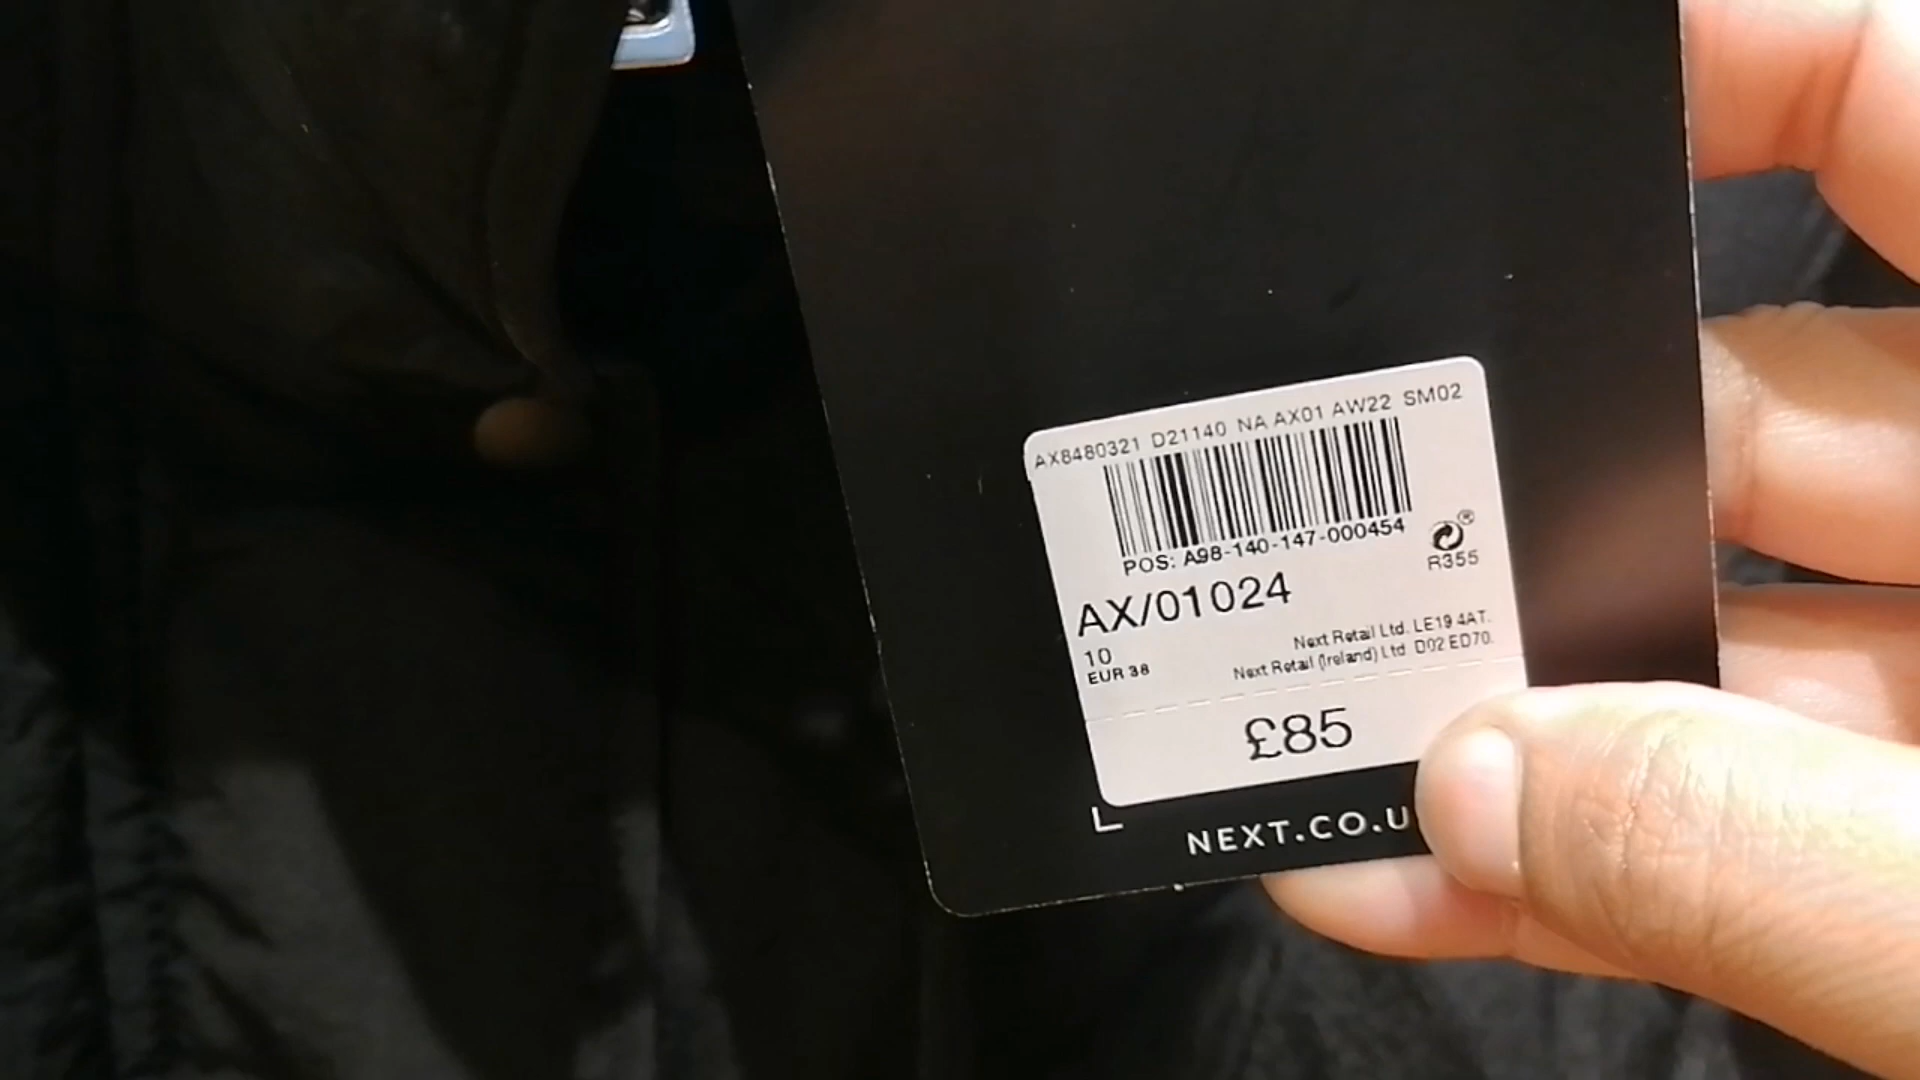 AX8480321 D21140 NA AX01 AW22 SM02
POS: A98-140-147-000454
R355
AX/01024
10
EUR 38
Next Retail Ltd. LE19 4AT.
Next Retail (Ireland) Ltd. D02 ED70.
£85
NEXT.CO.U